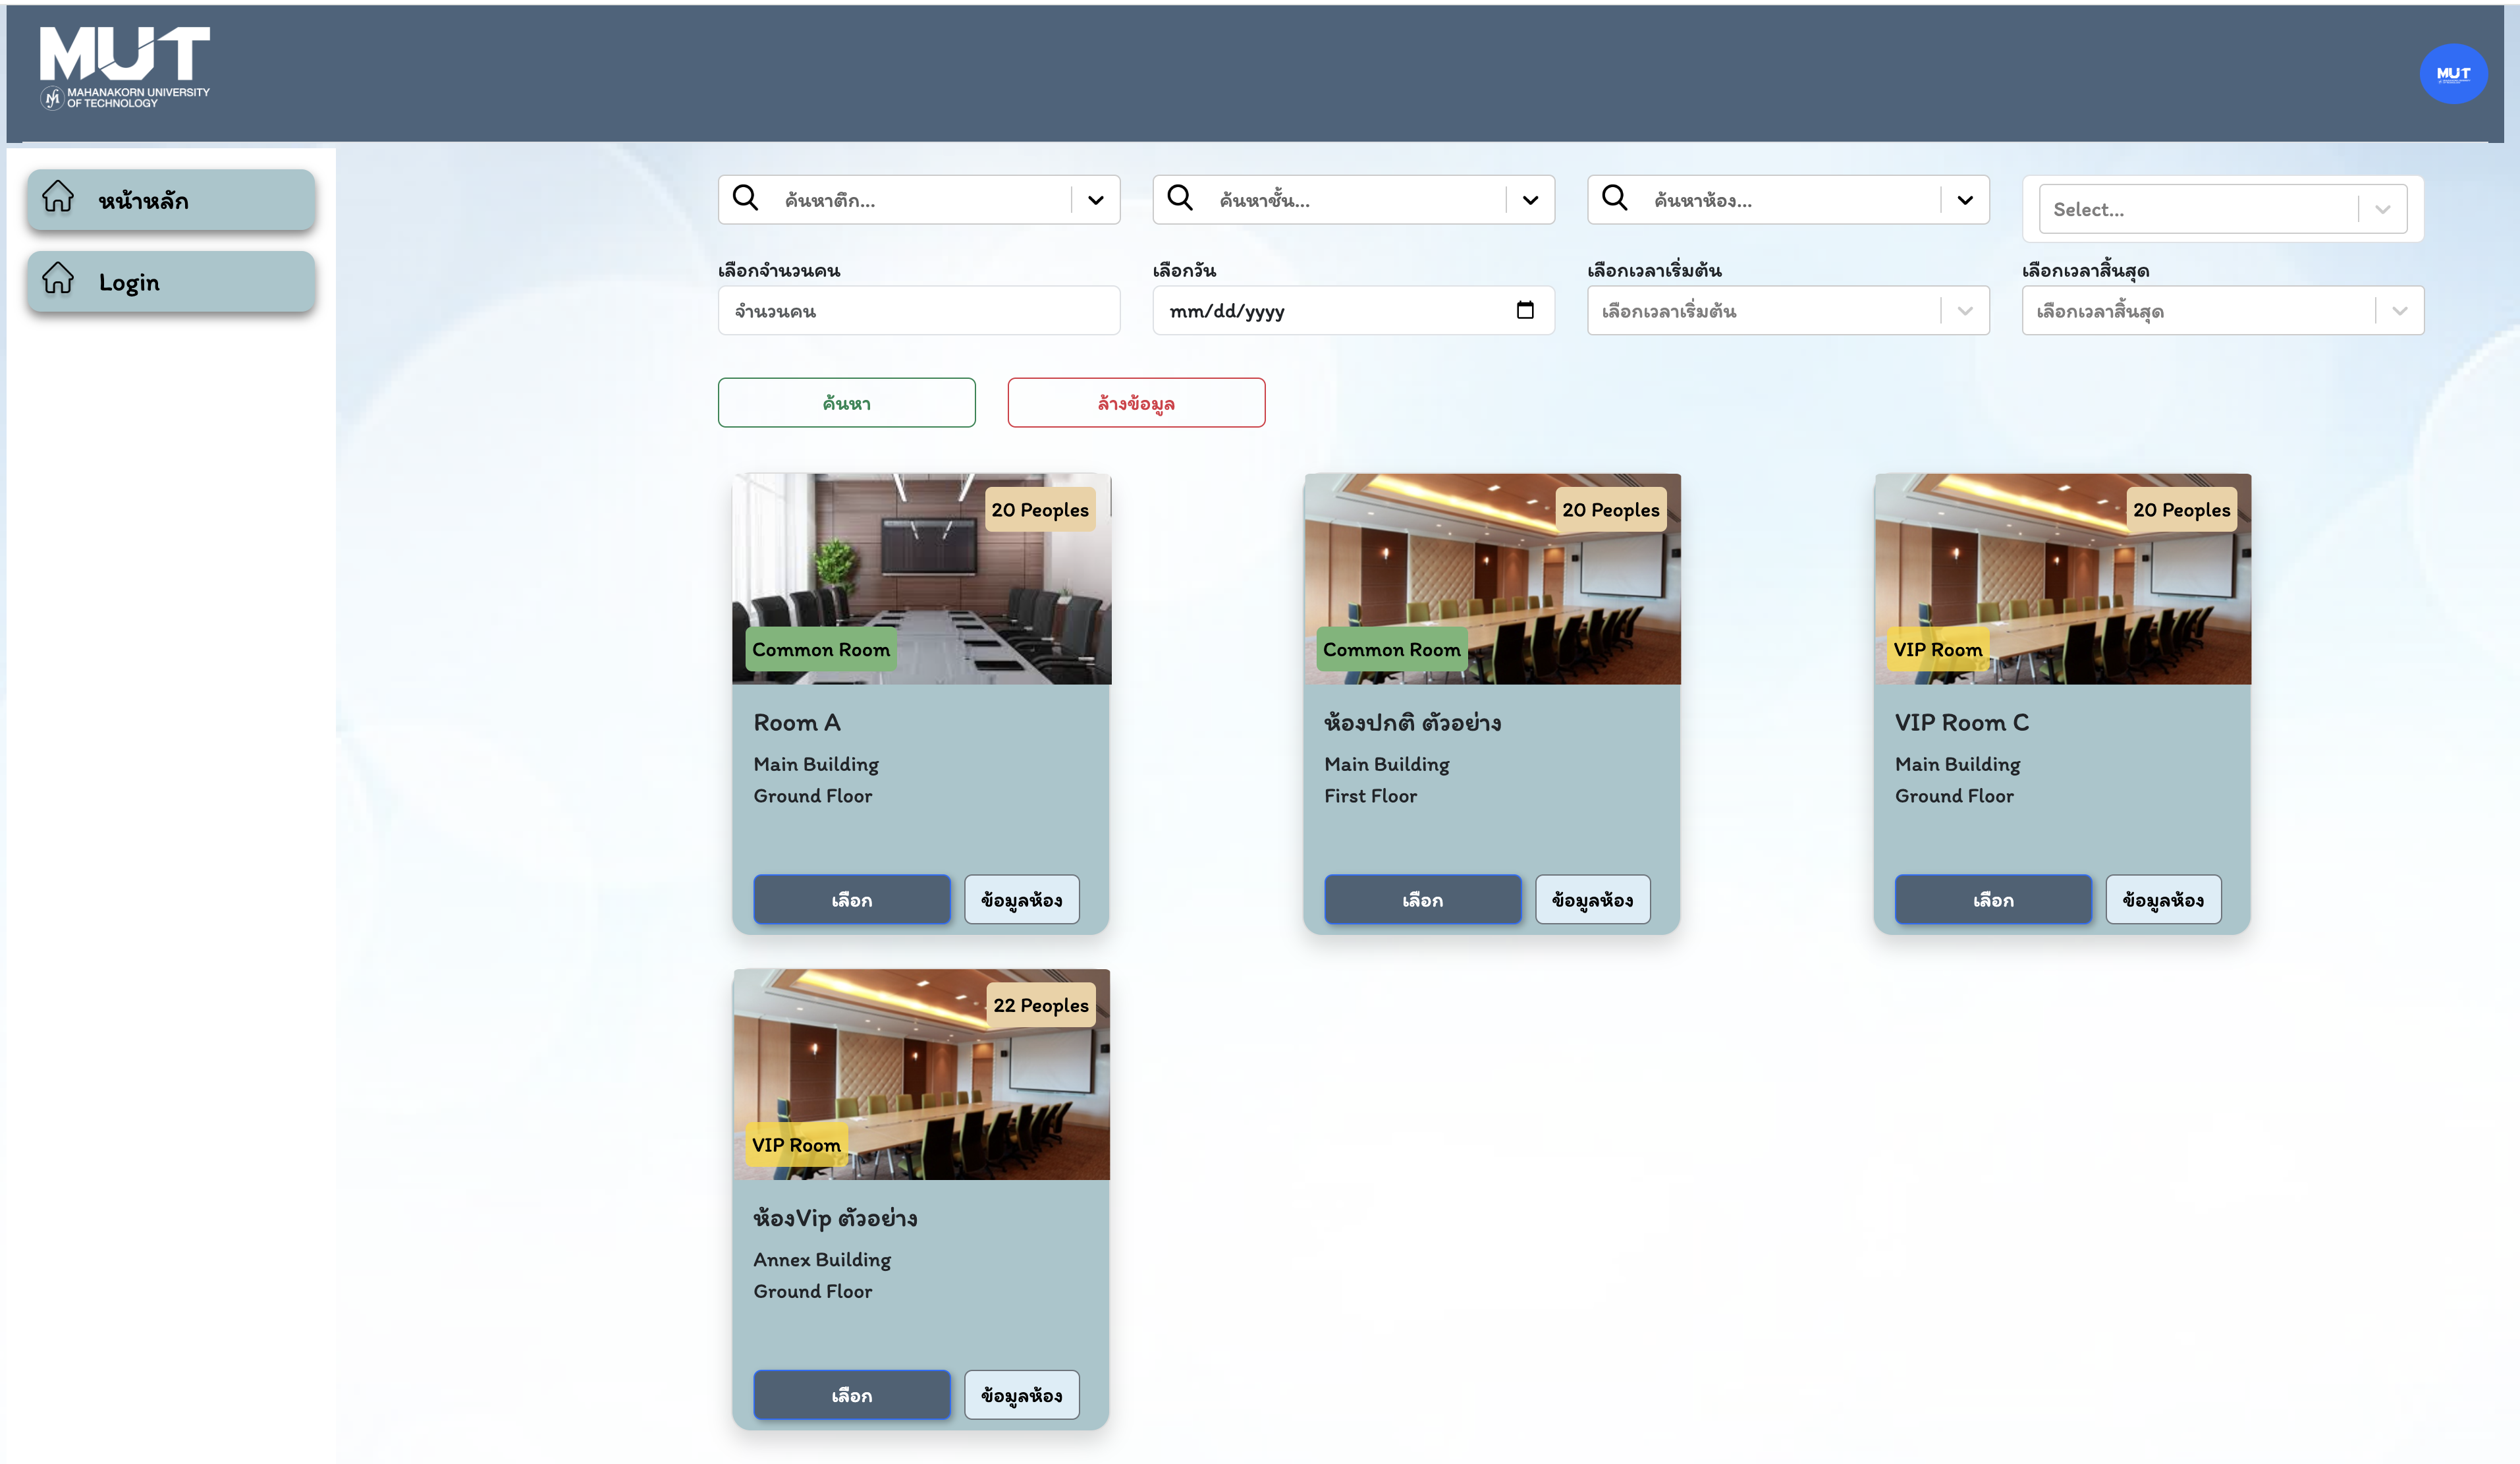 MUT
MAHANAKORN UNIVERSITY
OF TECHNOLOGY
MUT
หน้าหลัก
Login
ค้นหาตึก...
ค้นหาชั้น...
ค้นหาห้อง...
Select...
เลือกจำนวนคน
เลือกวัน
เลือกเวลาเริ่มต้น
เลือกเวลาสิ้นสุด
จำนวนคน
mm/dd/yyyy
เลือกเวลาเริ่มต้น
เลือกเวลาสิ้นสุด
ค้นหา
ล้างข้อมูล
20 Peoples
Common Room
Room A
Main Building
Ground Floor
เลือก
ข้อมูลห้อง
20 Peoples
Common Room
ห้องปกติ ตัวอย่าง
Main Building
First Floor
เลือก
ข้อมูลห้อง
20 Peoples
VIP Room
VIP Room C
Main Building
Ground Floor
เลือก
ข้อมูลห้อง
22 Peoples
VIP Room
ห้องVip ตัวอย่าง
Annex Building
Ground Floor
เลือก
ข้อมูลห้อง